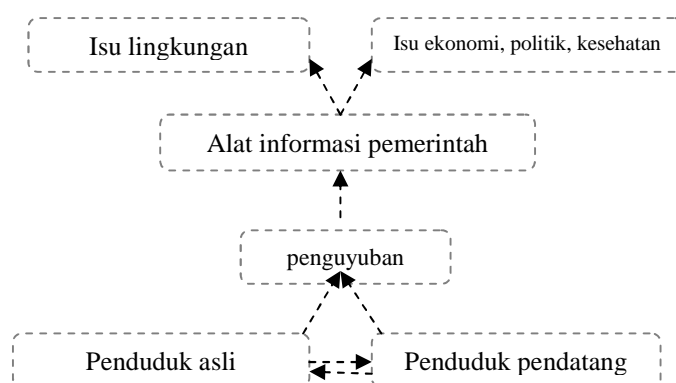 Isu lingkungan
Isu ekonomi, politik, kesehatan
Alat informasi pemerintah
penguyuban
Penduduk asli
Penduduk pendatang